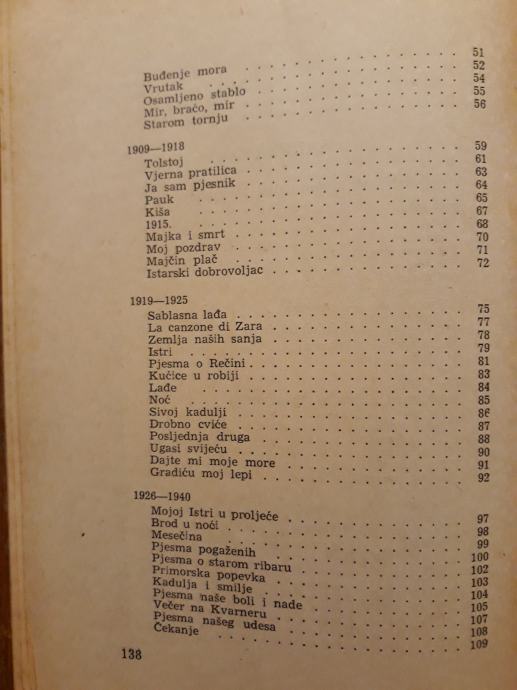 Buđenje mora . . . . . . . . . . . . 51
Vrutak . . . . . . . . . . . . 52
Osamljeno stablo . . . . . . . . . . . . 54
Mir, braćo, mir . . . . . . . . . . . . 55
Starom tornju . . . . . . . . . . . . 56
1909—1918
Tolstoj . . . . . . . . . . . . 59
Vjerna pratilica . . . . . . . . . . . . 61
Ja sam pjesnik . . . . . . . . . . . . 63
Pauk . . . . . . . . . . . . 64
Kiša . . . . . . . . . . . . 65
1915. . . . . . . . . . . . . 67
Majka i smrt . . . . . . . . . . . . 68
Moj pozdrav . . . . . . . . . . . . 70
Majčin plač . . . . . . . . . . . . 71
Istarski dobrovoljac . . . . . . . . . . . . 72
1919—1925
Sablasna lađa . . . . . . . . . . . . 75
La canzone di Zara . . . . . . . . . . . . 77
Zemlja naših sanja . . . . . . . . . . . . 78
Istri . . . . . . . . . . . . 79
Pjesma o Rečini . . . . . . . . . . . . 81
Kućice u robiji . . . . . . . . . . . . 83
Lađe . . . . . . . . . . . . 84
Noć . . . . . . . . . . . . 85
Sivoj kadulji . . . . . . . . . . . . 86
Drobno cviće . . . . . . . . . . . . 87
Posljednja druga . . . . . . . . . . . . 88
Ugasi svijeću . . . . . . . . . . . . 90
Dajte mi moje more . . . . . . . . . . . . 91
Gradiću moj lepi . . . . . . . . . . . . 92
1926—1940
Mojoj Istri u proljeće . . . . . . . . . . . . 97
Brod u noći . . . . . . . . . . . . 98
Mesečina . . . . . . . . . . . . 99
Pjesma pogaženih . . . . . . . . . . . . 100
Pjesma o starom ribaru . . . . . . . . . . . . 102
Primorska popevka . . . . . . . . . . . . 103
Kadulja i smilje . . . . . . . . . . . . 104
Pjesma naše boli i nade . . . . . . . . . . . . 105
Večer na Kvarneru . . . . . . . . . . . . 107
Pjesma našeg udesa . . . . . . . . . . . . 108
Čekanje . . . . . . . . . . . . 109
138